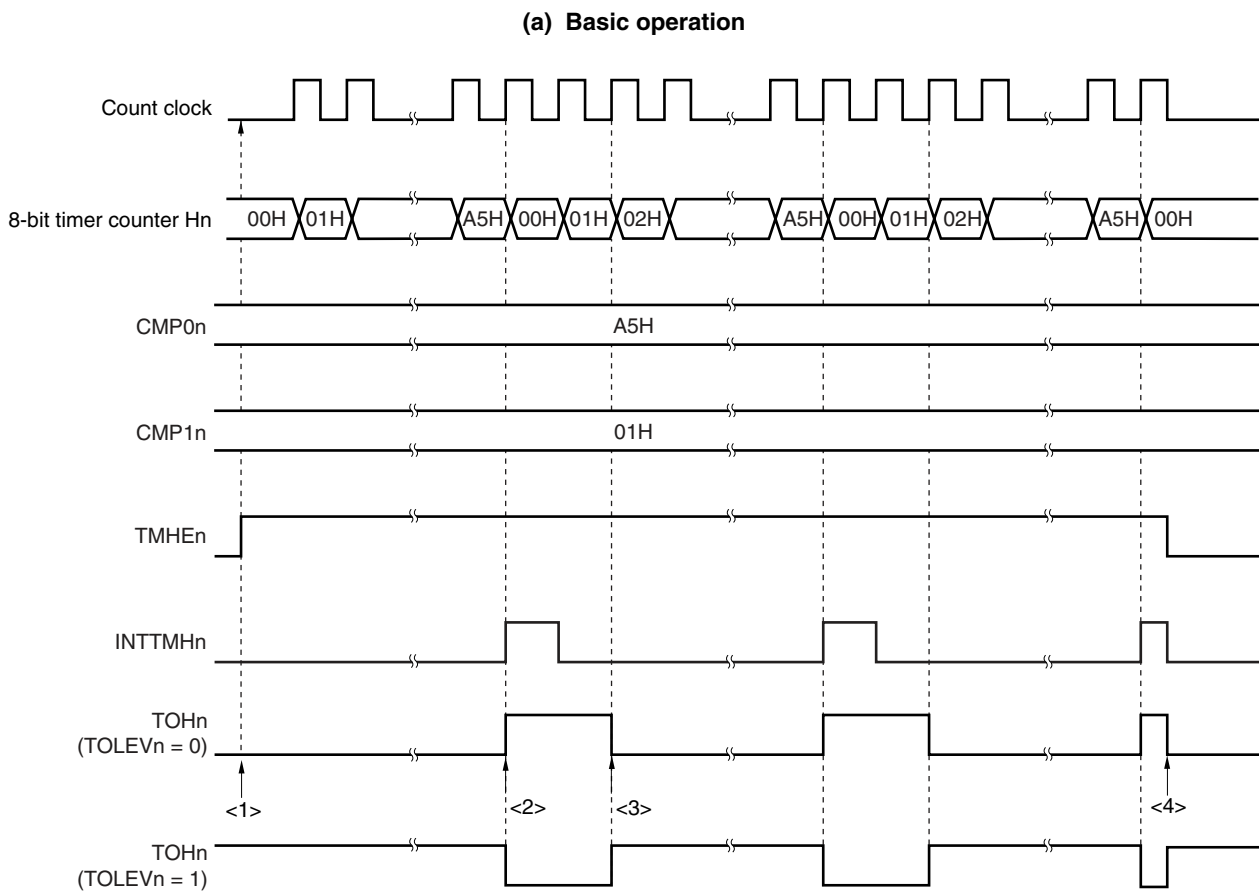 (a) Basic operation
Count clock
8-bit timer counter Hn
00H 01H A5H 00H 01H 02H A5H 00H 01H 02H A5H 00H
CMP0n
A5H
CMP1n
01H
TMHEn
INTTMHn
TOHn
(TOLEVn = 0)
<1> <2> <3> <4>
TOHn
(TOLEVn = 1)